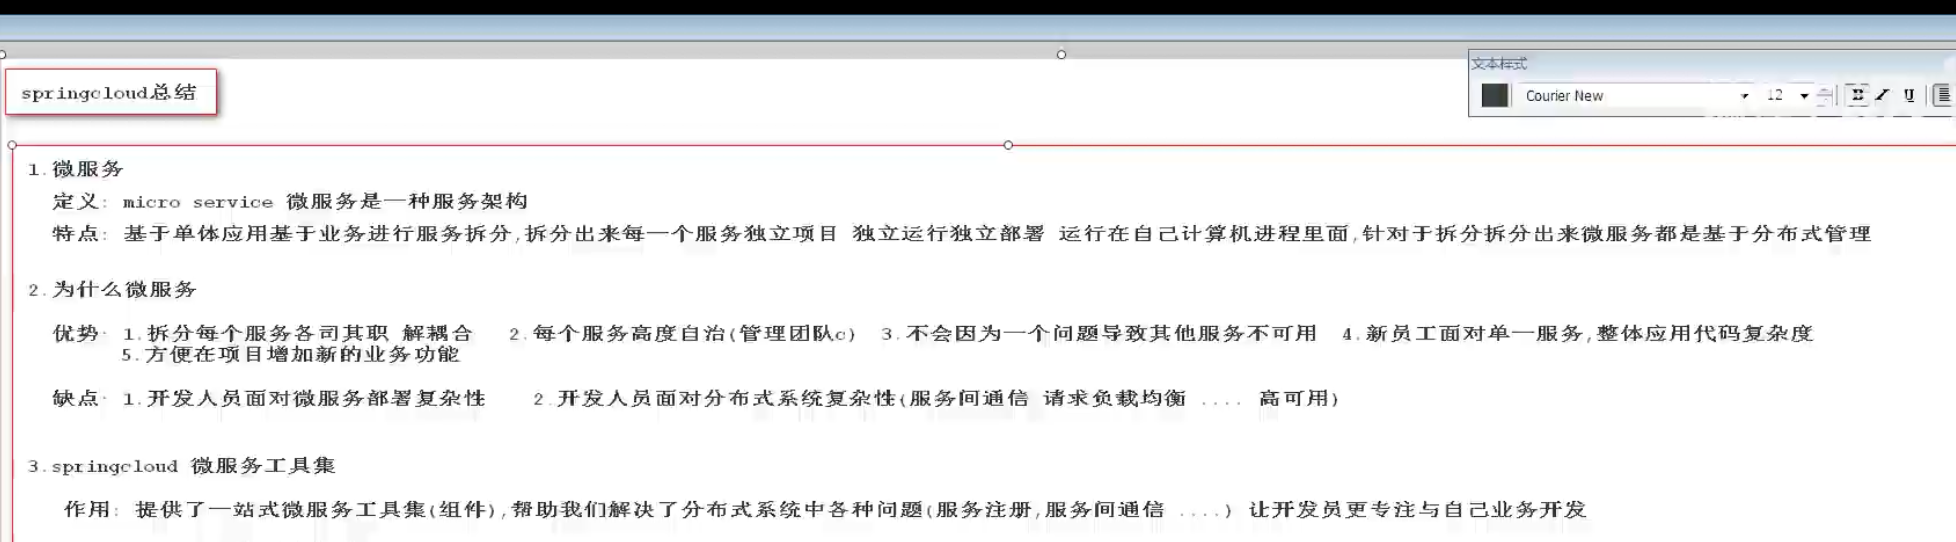 文本样式
springcloud总结
Courier New 12 B I U
1.微服务
定义: micro service 微服务是一种服务架构
特点: 基于单体应用基于业务进行服务拆分,拆分出来每一个服务独立项目 独立运行独立部署 运行在自己计算机进程里面,针对于拆分拆分出来微服务都是基于分布式管理
2.为什么微服务
优势: 1.拆分每个服务各司其职 解耦合 2.每个服务高度自治(管理团队c) 3.不会因为一个问题导致其他服务不可用 4.新员工面对单一服务,整体应用代码复杂度
5.方便在项目增加新的业务功能
缺点: 1.开发人员面对微服务部署复杂性 2.开发人员面对分布式系统复杂性(服务间通信 请求负载均衡 .... 高可用)
3.springcloud 微服务工具集
作用: 提供了一站式微服务工具集(组件),帮助我们解决了分布式系统中各种问题(服务注册,服务间通信 ....) 让开发员更专注与自己业务开发